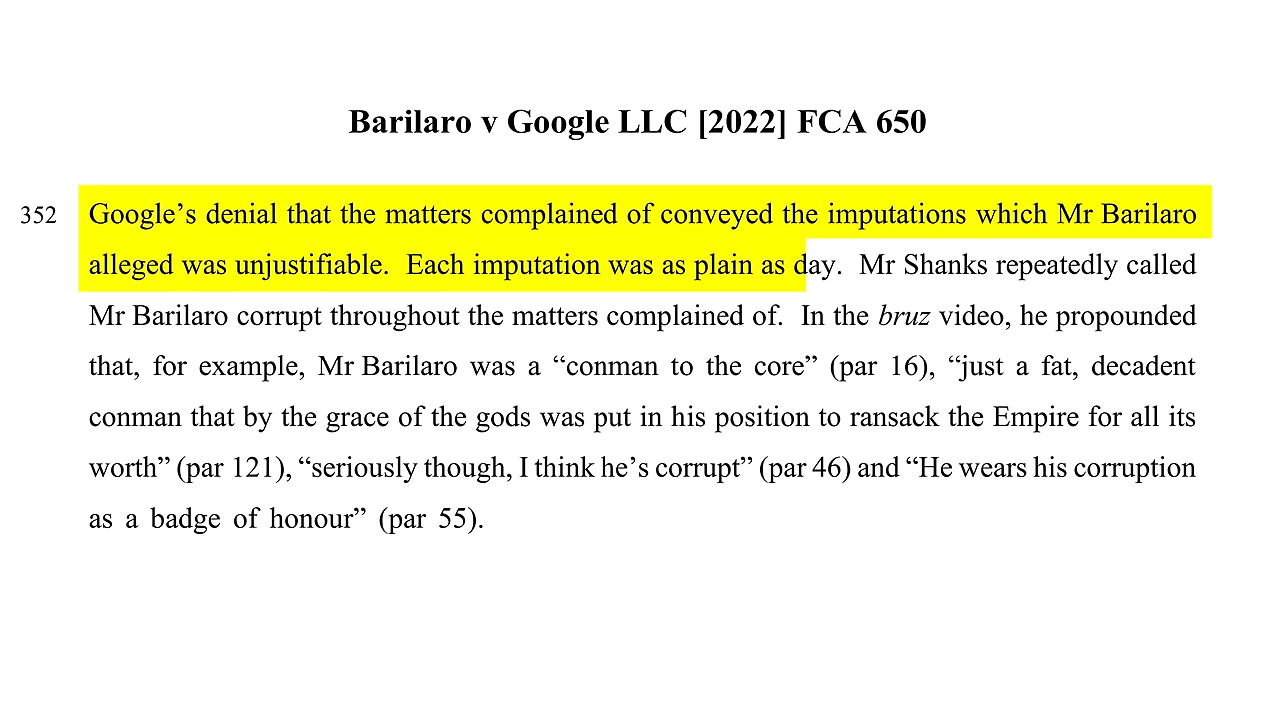 Barilaro v Google LLC [2022] FCA 650
352 Google’s denial that the matters complained of conveyed the imputations which Mr Barilaro
alleged was unjustifiable. Each imputation was as plain as day. Mr Shanks repeatedly called
Mr Barilaro corrupt throughout the matters complained of. In the bruz video, he propounded
that, for example, Mr Barilaro was a “conman to the core” (par 16), “just a fat, decadent
conman that by the grace of the gods was put in his position to ransack the Empire for all its
worth” (par 121), “seriously though, I think he’s corrupt” (par 46) and “He wears his corruption
as a badge of honour” (par 55).